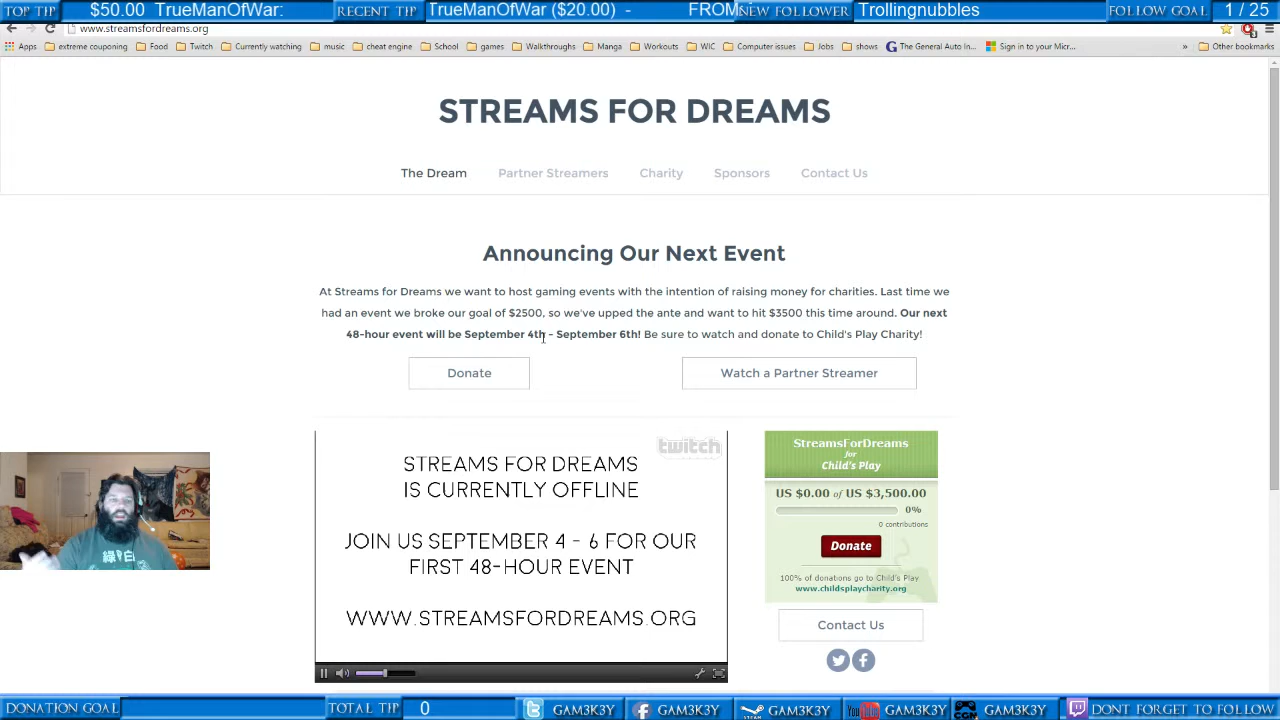 TOP TIP $50.00 TrueManOfWar: RECENT TIP TrueManOfWar ($20.00) - FROM NEW FOLLOWER Trollingnubbles FOLLOW GOAL 1 / 25
www.streamsfordreams.org
Apps extreme couponing Food Twitch Currently watching music cheat engine School games Walkthroughs Manga Workouts WIC Computer issues Jobs shows The General Auto In... Sign in to your Micr... » Other bookmarks
STREAMS FOR DREAMS
The Dream Partner Streamers Charity Sponsors Contact Us
Announcing Our Next Event
At Streams for Dreams we want to host gaming events with the intention of raising money for charities. Last time we
had an event we broke our goal of $2500, so we've upped the ante and want to hit $3500 this time around. Our next
48-hour event will be September 4th - September 6th! Be sure to watch and donate to Child's Play Charity!
Donate Watch a Partner Streamer
twitch
STREAMS FOR DREAMS
IS CURRENTLY OFFLINE
JOIN US SEPTEMBER 4 - 6 FOR OUR
FIRST 48-HOUR EVENT
WWW.STREAMSFORDREAMS.ORG
StreamsForDreams
for
Child's Play
US $0.00 of US $3,500.00
0%
0 contributions
Donate
100% of donations go to Child's Play
www.childsplaycharity.org
Contact Us
DONATION GOAL TOTAL TIP 0 GAM3K3Y GAM3K3Y GAM3K3Y GAM3K3Y GAM3K3Y DONT FORGET TO FOLLOW